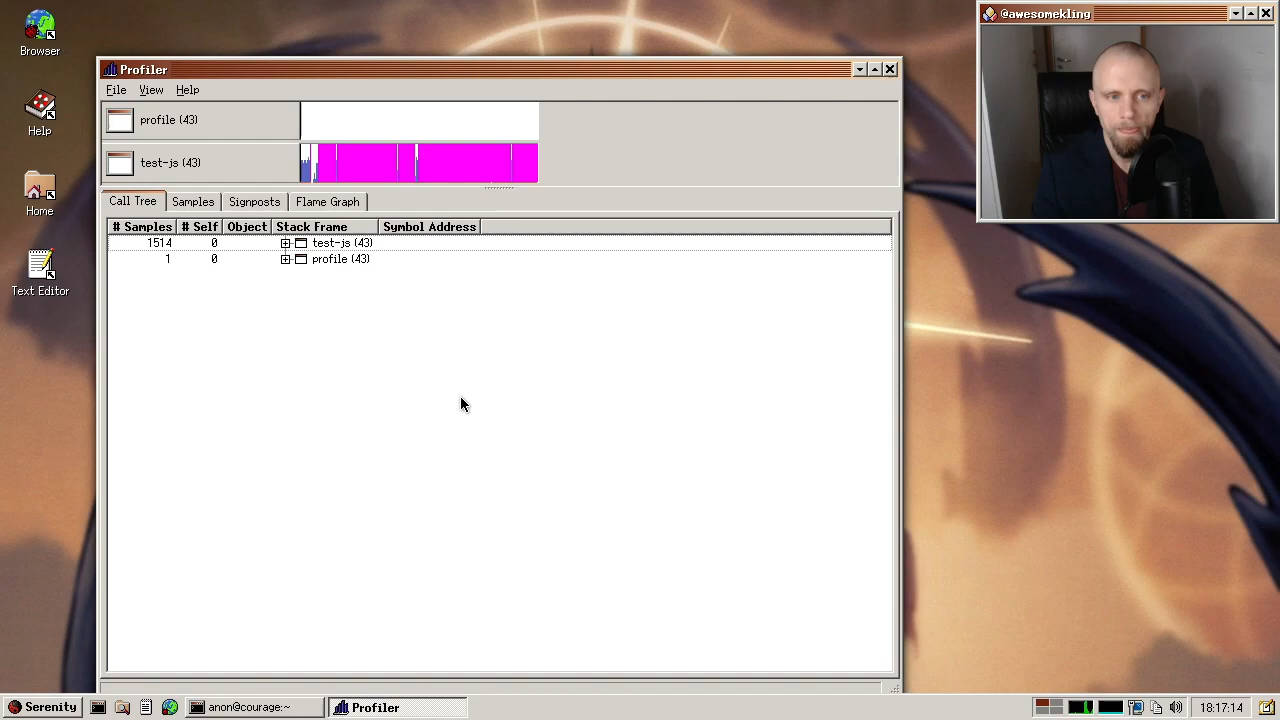 Browser
Help
Home
Text Editor
@awesomekling
Profiler
File View Help
profile (43)
test-js (43)
Call Tree Samples Signposts Flame Graph
# Samples # Self Object Stack Frame Symbol Address
1514 0 test-js (43)
1 0 profile (43)
Serenity anon@courage:~ Profiler 18:17:14